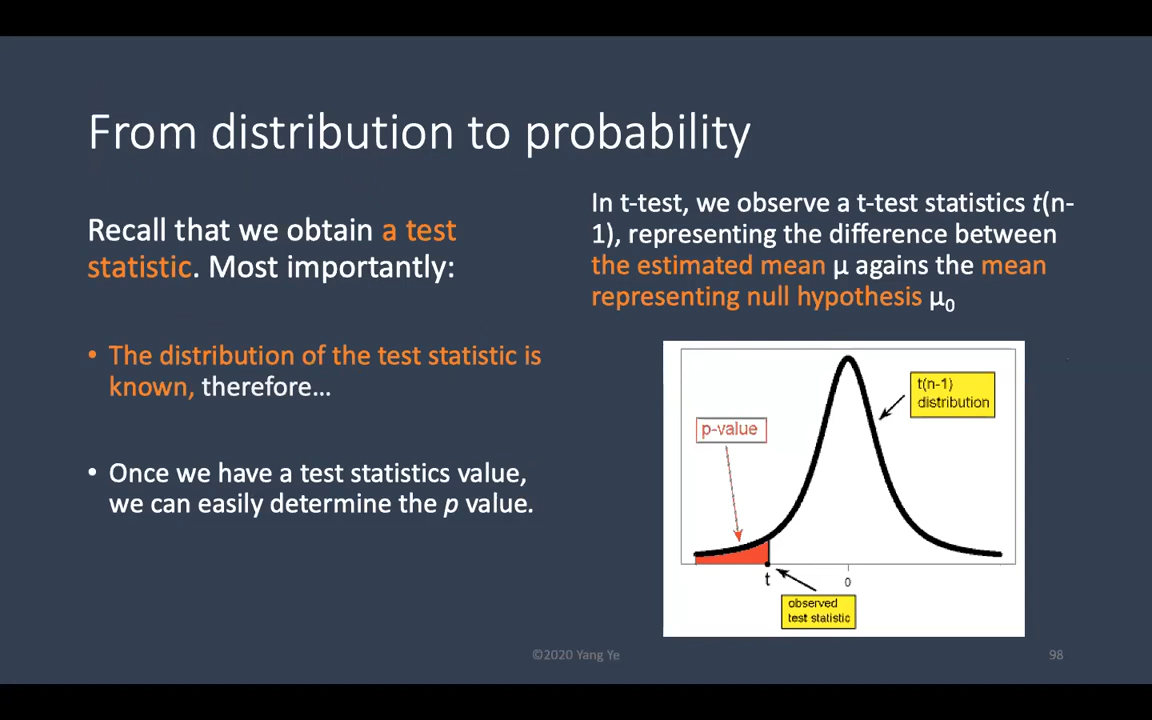 From distribution to probability
Recall that we obtain a test
statistic. Most importantly:
• The distribution of the test statistic is
known, therefore…
• Once we have a test statistics value,
we can easily determine the p value.
In t-test, we observe a t-test statistics t(n-
1), representing the difference between
the estimated mean µ agains the mean
representing null hypothesis µ0
t(n-1)
distribution
p-value
t
0
observed
test statistic
©2020 Yang Ye
98